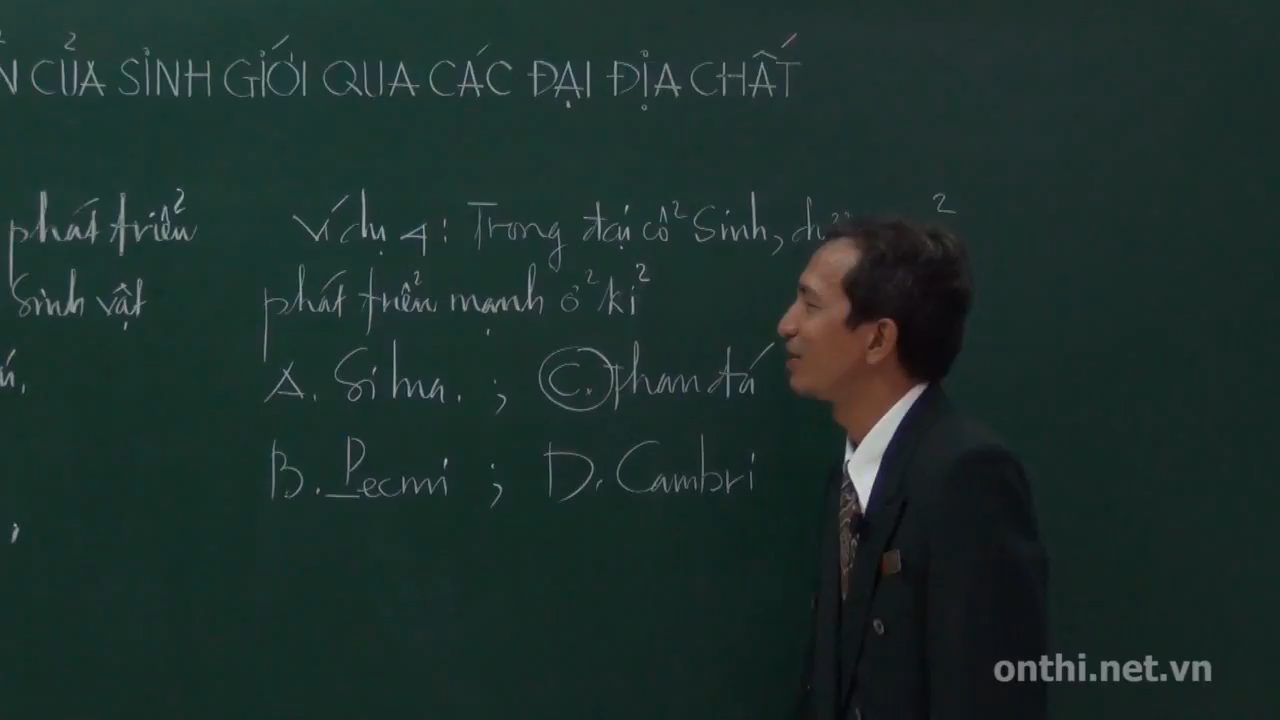 N CỦA SINH GIỚI QUA CÁC ĐẠI ĐỊA CHẤT
phát triển
sinh vật
Ví dụ 4: Trong đại cổ Sinh,
phát triển mạnh ở kỉ
A. Silua. ; C. than đá
B. Pecmi ; D. Cambri
onthi.net.vn